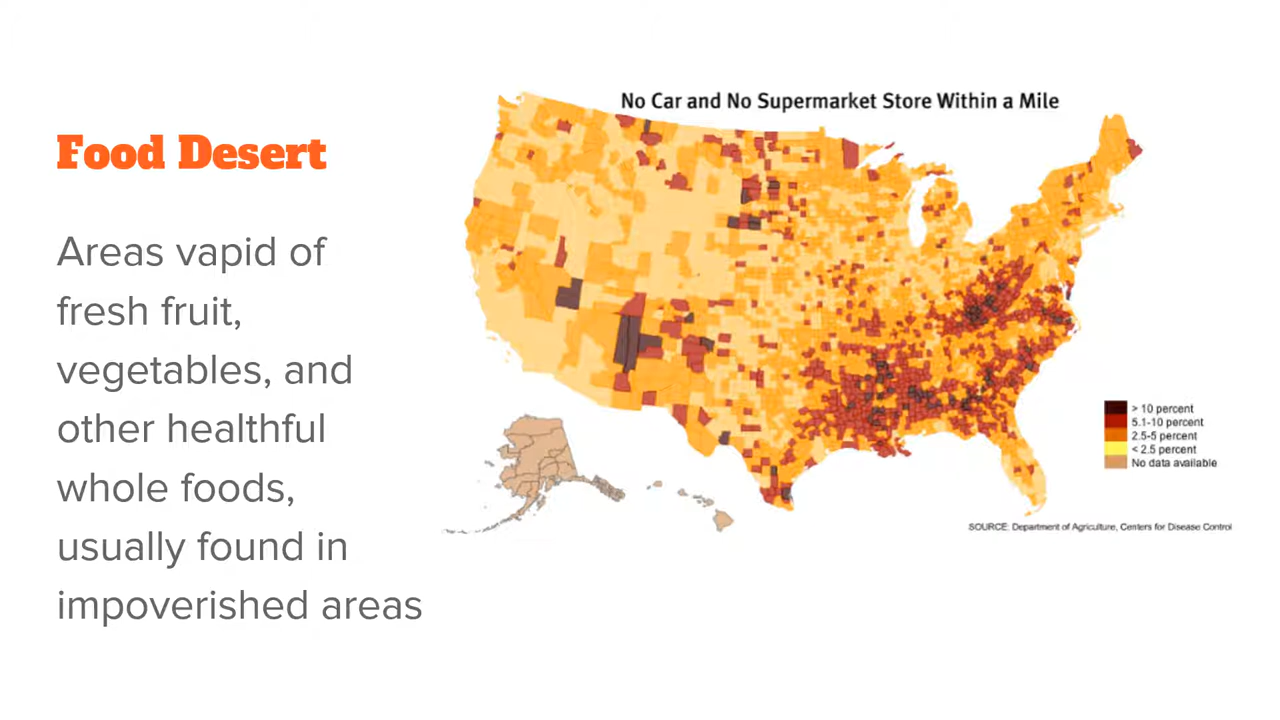 Food Desert
Areas vapid of
fresh fruit,
vegetables, and
other healthful
whole foods,
usually found in
impoverished areas
No Car and No Supermarket Store Within a Mile
> 10 percent
5.1-10 percent
2.5-5 percent
< 2.5 percent
No data available
SOURCE: Department of Agriculture, Centers for Disease Control